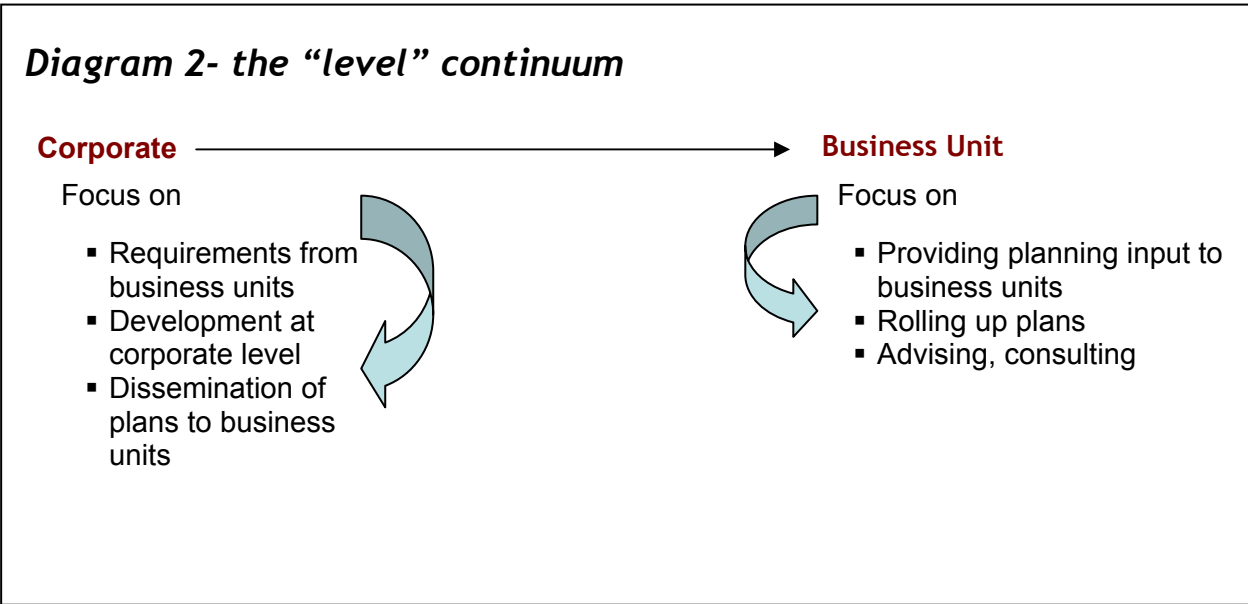 Diagram 2- the “level” continuum
Corporate
Focus on
▪ Requirements from
business units
▪ Development at
corporate level
▪ Dissemination of
plans to business
units
Business Unit
Focus on
▪ Providing planning input to
business units
▪ Rolling up plans
▪ Advising, consulting